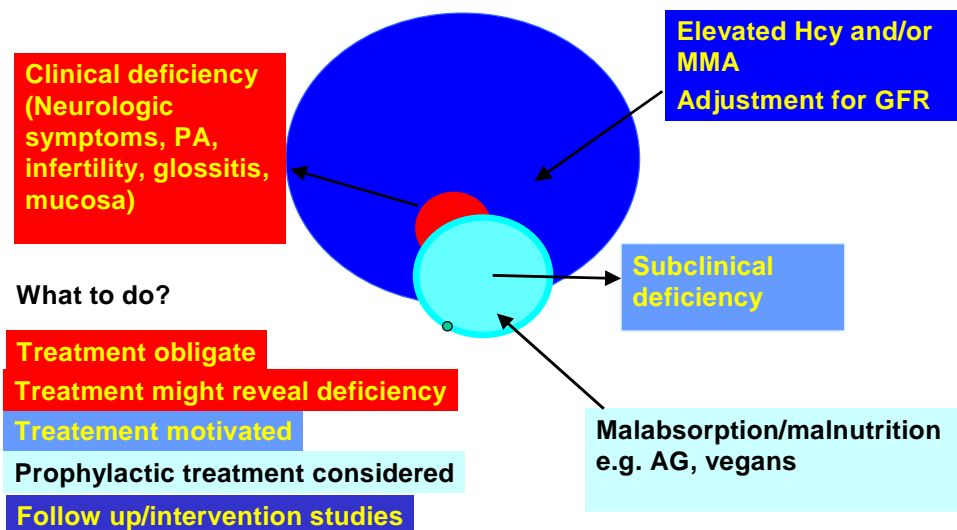 Elevated Hcy and/or
MMA
Adjustment for GFR
Clinical deficiency
(Neurologic
symptoms, PA,
infertility, glossitis,
mucosa)
Subclinical
deficiency
What to do?
Treatment obligate
Treatment might reveal deficiency
Treatement motivated
Prophylactic treatment considered
Follow up/intervention studies
Malabsorption/malnutrition
e.g. AG, vegans